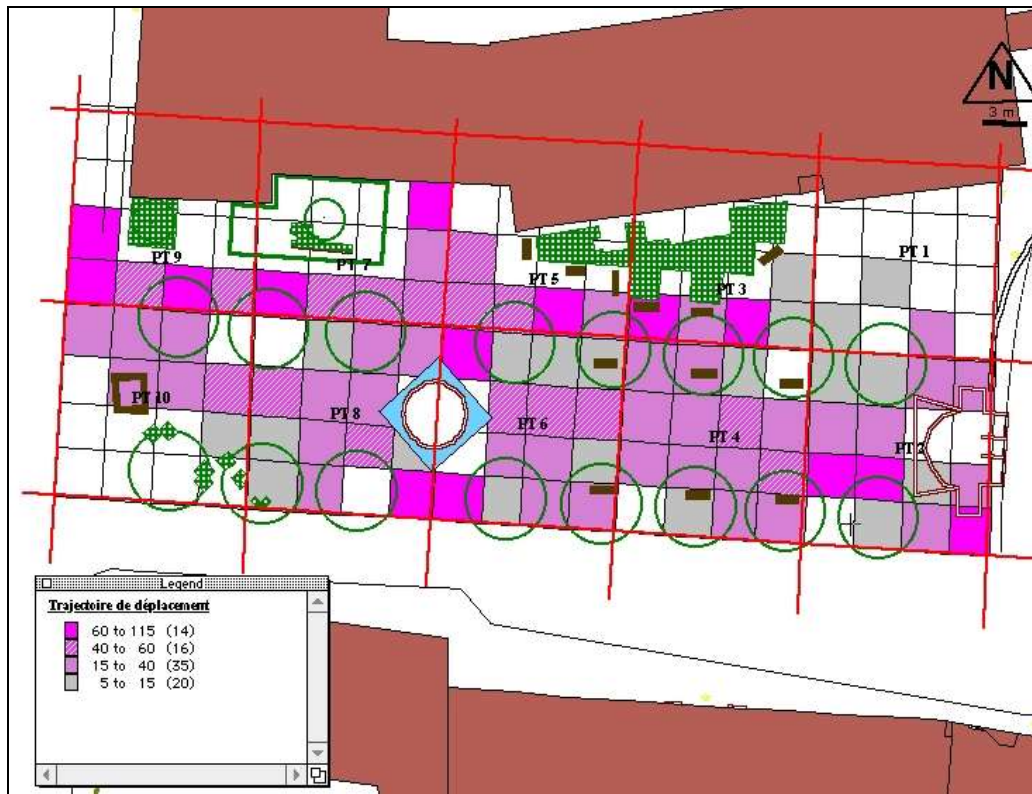 N
3 m
PT 1
PT 9
PT 7
PT 5
PT 3
PT 10
PT 8
PT 6
PT 4
PT 2
Legend
Trajectoire de déplacement
60 to 115 (14)
40 to 60 (16)
15 to 40 (35)
5 to 15 (20)